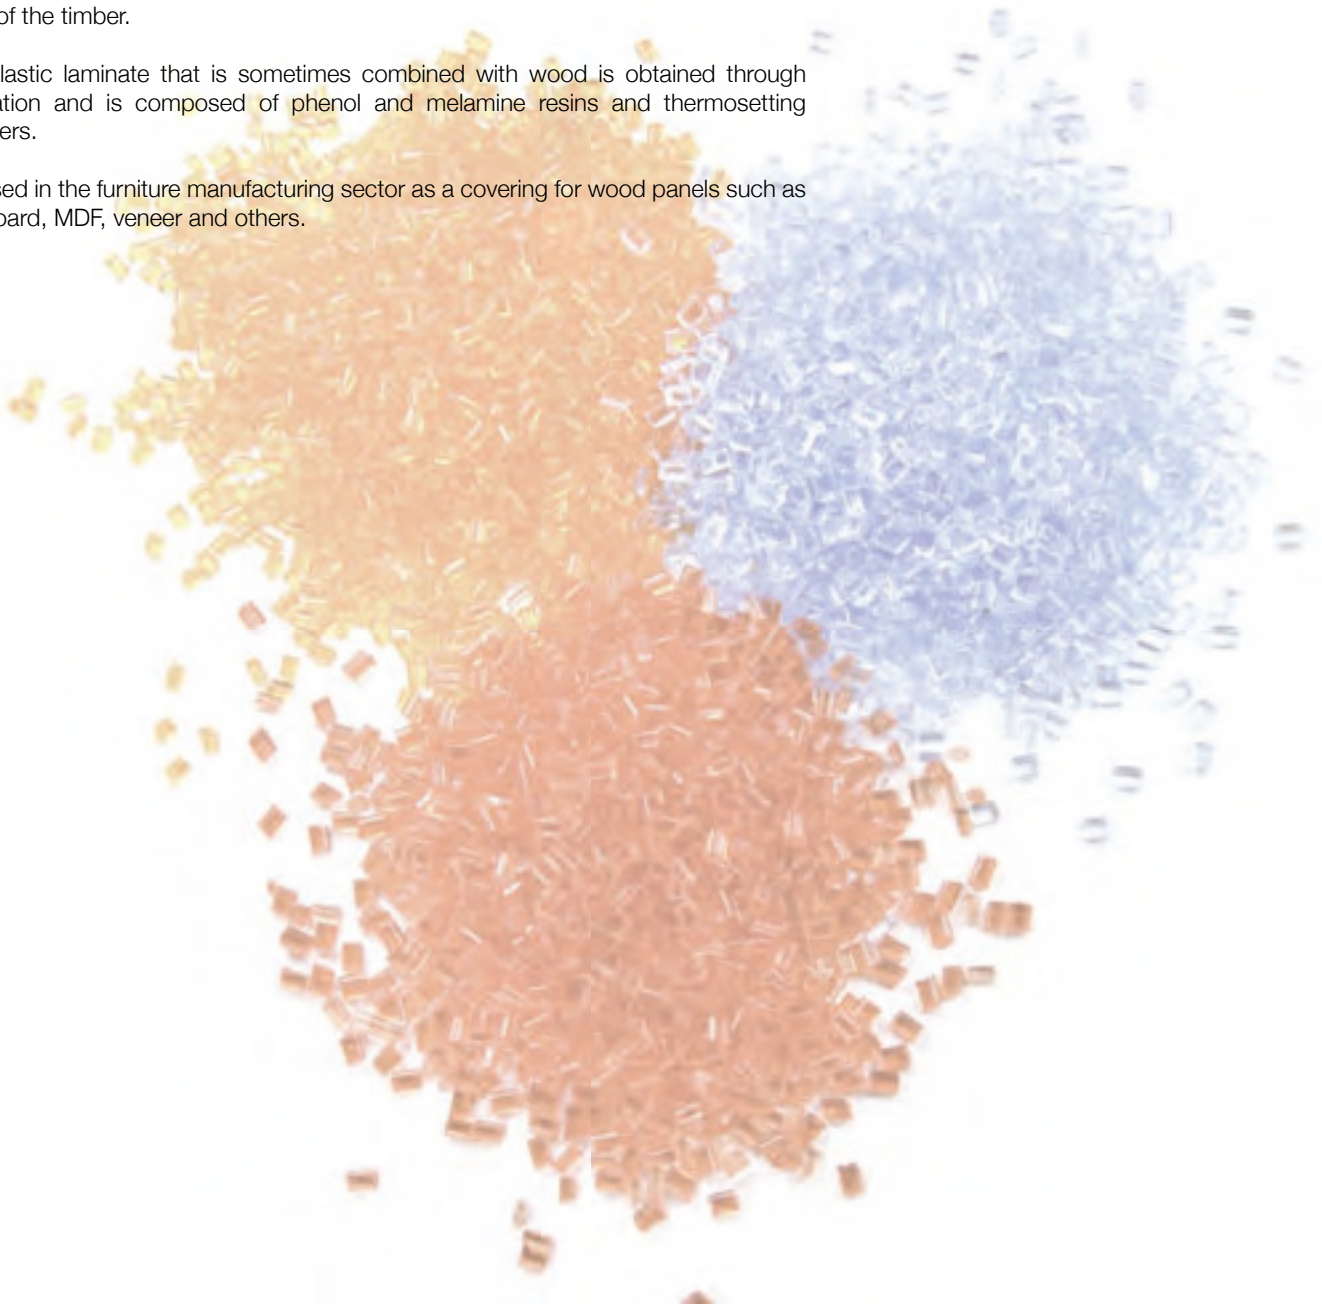 of the timber.
lastic laminate that is sometimes combined with wood is obtained through
ation and is composed of phenol and melamine resins and thermosetting
ers.
sed in the furniture manufacturing sector as a covering for wood panels such as
oard, MDF, veneer and others.